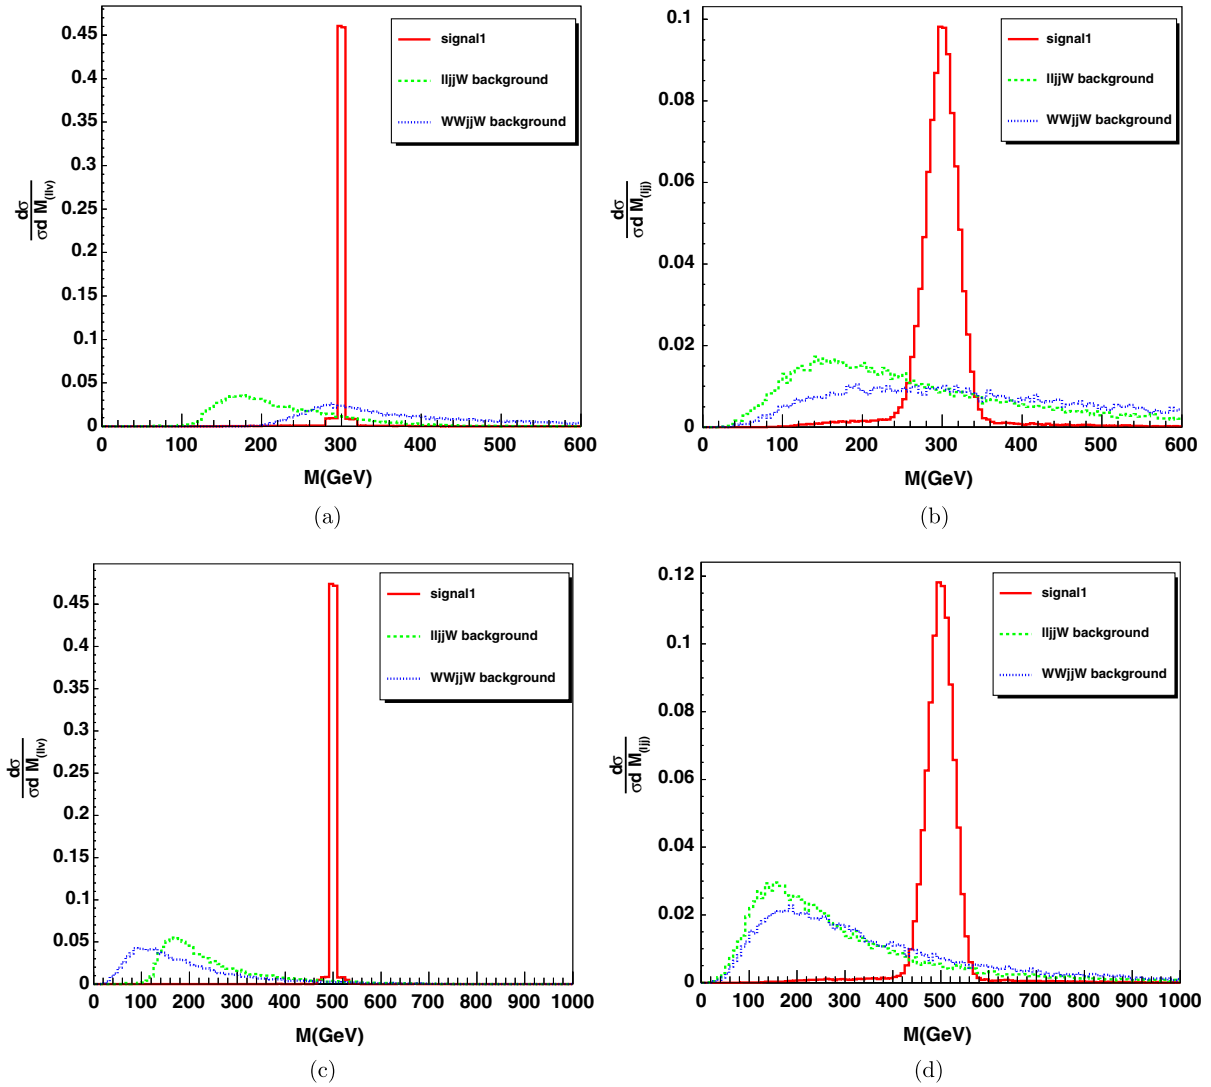 0.45
0.4
0.35
0.3
0.25
0.2
0.15
0.1
0.05
0
dσ
σd M(llν)
signal1
lljjW background
WWjjW background
0 100 200 300 400 500 600
M(GeV)
(a)
0.1
0.08
0.06
0.04
0.02
0
dσ
σd M(ljj)
signal1
lljjW background
WWjjW background
0 100 200 300 400 500 600
M(GeV)
(b)
0.45
0.4
0.35
0.3
0.25
0.2
0.15
0.1
0.05
0
dσ
σd M(llν)
signal1
lljjW background
WWjjW background
0 100 200 300 400 500 600 700 800 900 1000
M(GeV)
(c)
0.12
0.1
0.08
0.06
0.04
0.02
0
dσ
σd M(ljj)
signal1
lljjW background
WWjjW background
0 100 200 300 400 500 600 700 800 900 1000
M(GeV)
(d)